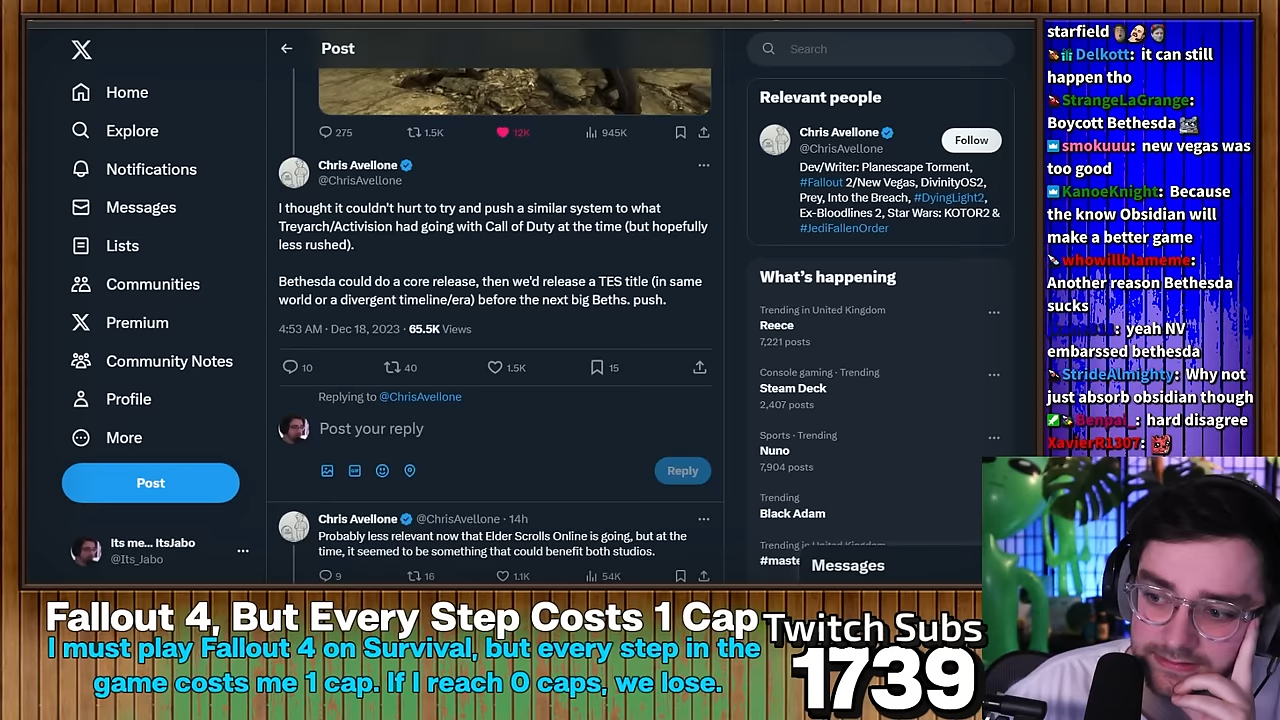 Home
Explore
Notifications
Messages
Lists
Communities
Premium
Community Notes
Profile
More
Post
Its me... ItsJabo
@Its_Jabo
Post
275
1.5K
12K
945K
Chris Avellone
@ChrisAvellone
I thought it couldn't hurt to try and push a similar system to what
Treyarch/Activision had going with Call of Duty at the time (but hopefully
less rushed).
Bethesda could do a core release, then we'd release a TES title (in same
world or a divergent timeline/era) before the next big Beths. push.
4:53 AM · Dec 18, 2023 · 65.5K Views
10
40
1.5K
15
Replying to @ChrisAvellone
Post your reply
Reply
Chris Avellone @ChrisAvellone · 14h
Probably less relevant now that Elder Scrolls Online is going, but at the
time, it seemed to be something that could benefit both studios.
9
16
1.1K
54K
Search
Relevant people
Chris Avellone
@ChrisAvellone
Follow
Dev/Writer: Planescape Torment,
#Fallout 2/New Vegas, DivinityOS2,
Prey, Into the Breach, #DyingLight2,
Ex-Bloodlines 2, Star Wars: KOTOR2 &
#JediFallenOrder
What's happening
Trending in United Kingdom
Reece
7,221 posts
Console gaming · Trending
Steam Deck
2,407 posts
Sports · Trending
Nuno
7,904 posts
Trending
Black Adam
Trending in United Kingdom
#maste
Messages
starfield
Delkott: it can still
happen tho
StrangeLaGrange:
Boycott Bethesda
smokuuu: new vegas was
too good
KanoeKnight: Because
the know Obsidian will
make a better game
whowillblameme:
Another reason Bethesda
sucks
: yeah NV
embarssed bethesda
StrideAlmighty: Why not
just absorb obsidian though
Benpai_: hard disagree
XavierR1307:
Fallout 4, But Every Step Costs 1 Cap
I must play Fallout 4 on Survival, but every step in the
game costs me 1 cap. If I reach 0 caps, we lose.
Twitch Subs
1739